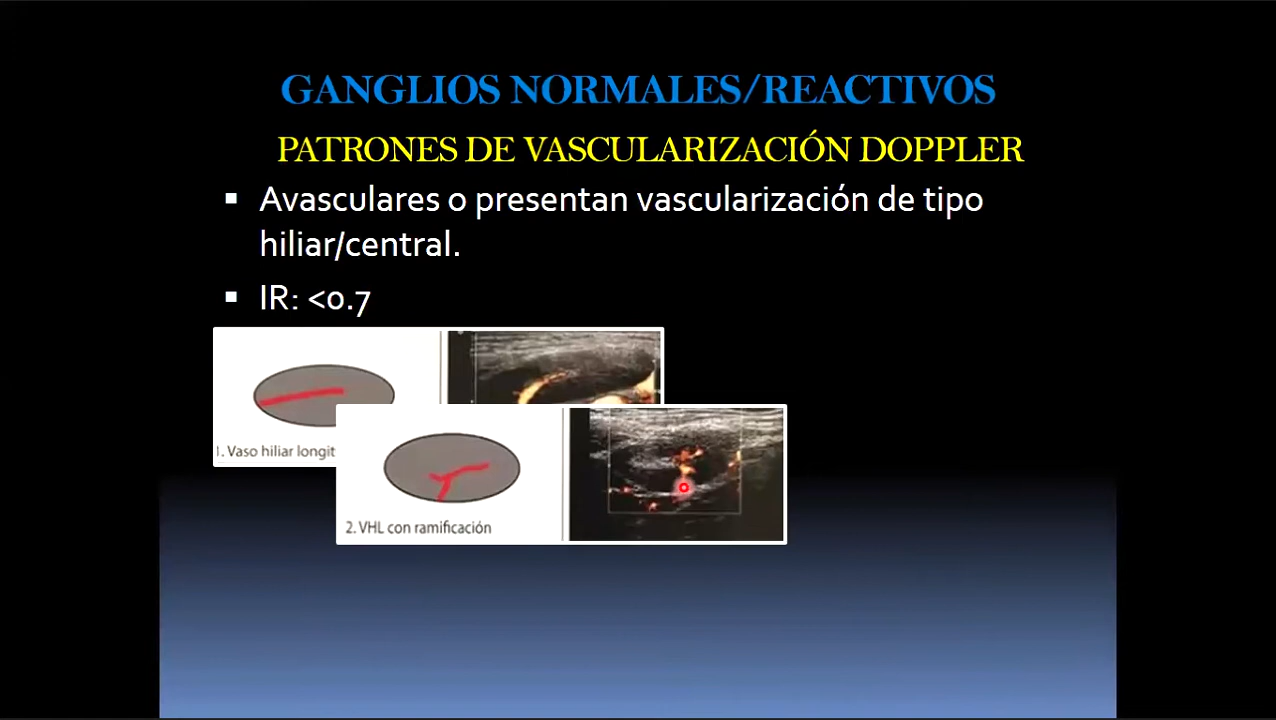 GANGLIOS NORMALES/REACTIVOS
PATRONES DE VASCULARIZACIÓN DOPPLER
▪ Avasculares o presentan vascularización de tipo
hiliar/central.
▪ IR: <0.7
1. Vaso hiliar longit
2. VHL con ramificación